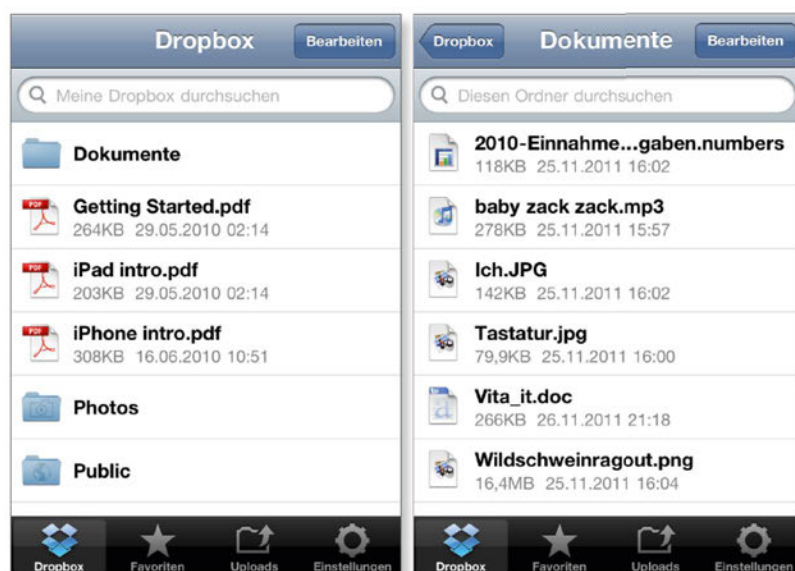 Dropbox
Bearbeiten
Meine Dropbox durchsuchen
Dokumente
Getting Started.pdf
264KB 29.05.2010 02:14
iPad intro.pdf
203KB 29.05.2010 02:14
iPhone intro.pdf
308KB 16.06.2010 10:51
Photos
Public
Dropbox Favoriten Uploads Einstellungen
Dropbox
Dokumente
Bearbeiten
Diesen Ordner durchsuchen
2010-Einnahme...gaben.numbers
118KB 25.11.2011 16:02
baby zack zack.mp3
278KB 25.11.2011 15:57
Ich.JPG
142KB 25.11.2011 16:02
Tastatur.jpg
79,9KB 25.11.2011 16:00
Vita_it.doc
266KB 26.11.2011 21:18
Wildschweinragout.png
16,4MB 25.11.2011 16:04
Dropbox Favoriten Uploads Einstellungen